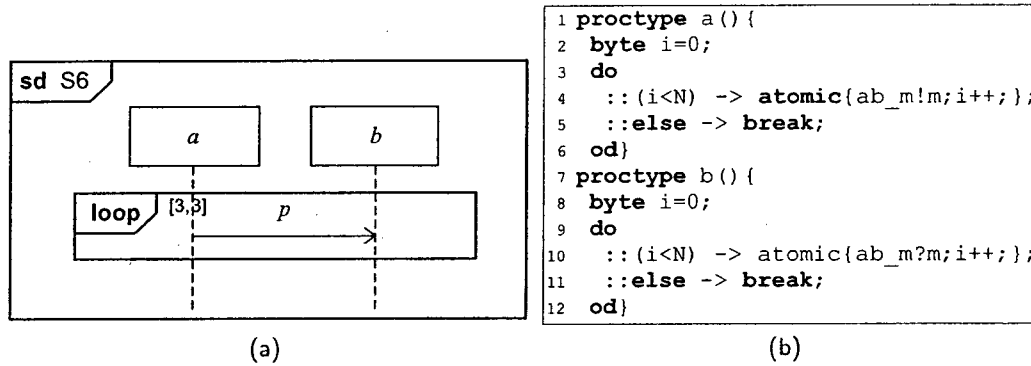 sd S6
a
b
loop
[3,3]
p
(a)
1 proctype a(){
2 byte i=0;
3 do
4 ::(i<N) -> atomic{ab_m!m;i++;};
5 ::else -> break;
6 od}
7 proctype b(){
8 byte i=0;
9 do
10 ::(i<N) -> atomic{ab_m?m;i++;};
11 ::else -> break;
12 od}
(b)